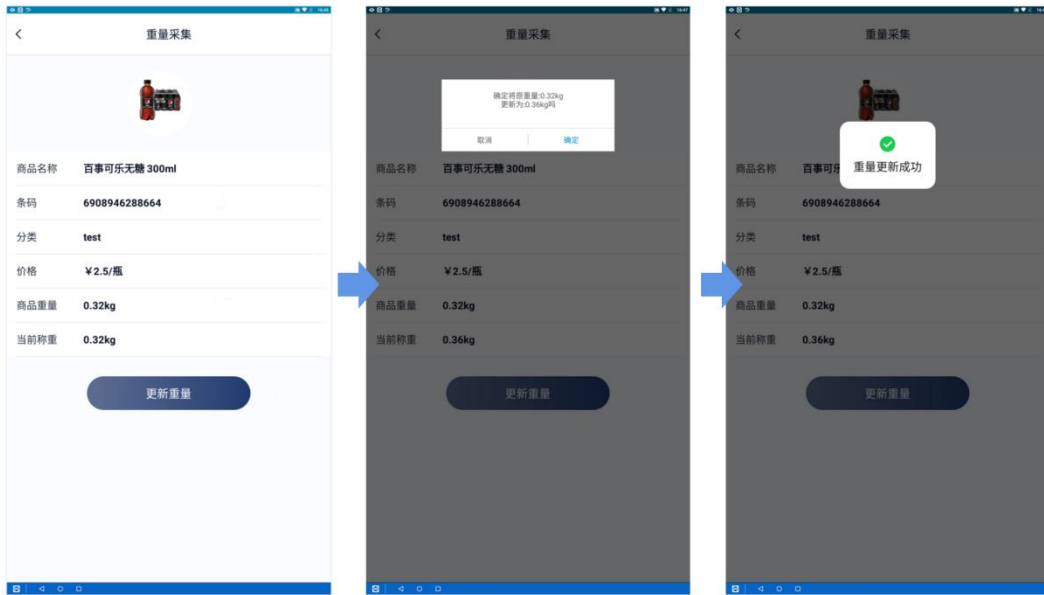 16:45
重量采集
商品名称 百事可乐无糖 300ml
条码 6908946288664
分类 test
价格 ￥2.5/瓶
商品重量 0.32kg
当前称重 0.32kg
更新重量
16:47
重量采集
确定将原重量:0.32kg
更新为:0.36kg吗
取消 确定
商品名称 百事可乐无糖 300ml
条码 6908946288664
分类 test
价格 ￥2.5/瓶
商品重量 0.32kg
当前称重 0.36kg
更新重量
重量采集
重量更新成功
商品名称 百事可乐
条码 6908946288664
分类 test
价格 ￥2.5/瓶
商品重量 0.32kg
当前称重 0.36kg
更新重量